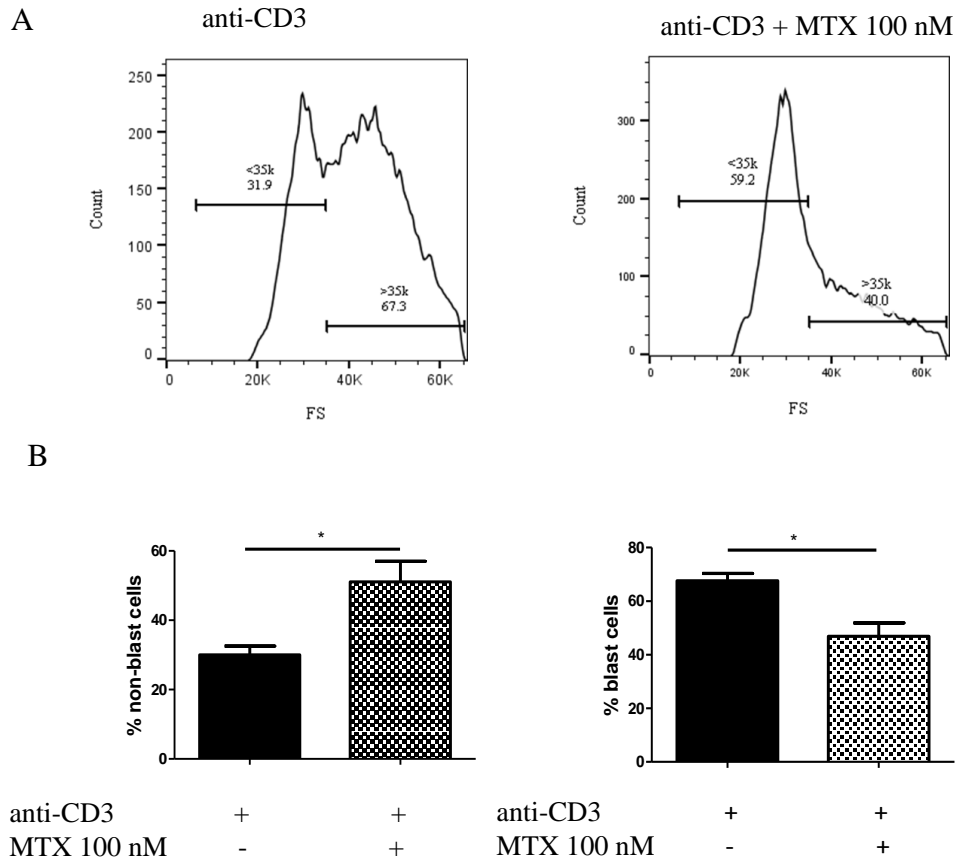 A
anti-CD3
anti-CD3 + MTX 100 nM
250
200
150
100
50
0
Count
<35k
31.9
>35k
67.3
0
20K
40K
60K
FS
300
200
100
0
Count
<35k
59.2
>35k
40.0
0
20K
40K
60K
FS
B
60
40
20
0
% non-blast cells
*
80
60
40
20
0
% blast cells
*
anti-CD3 + +
MTX 100 nM - +
anti-CD3 + +
MTX 100 nM - +